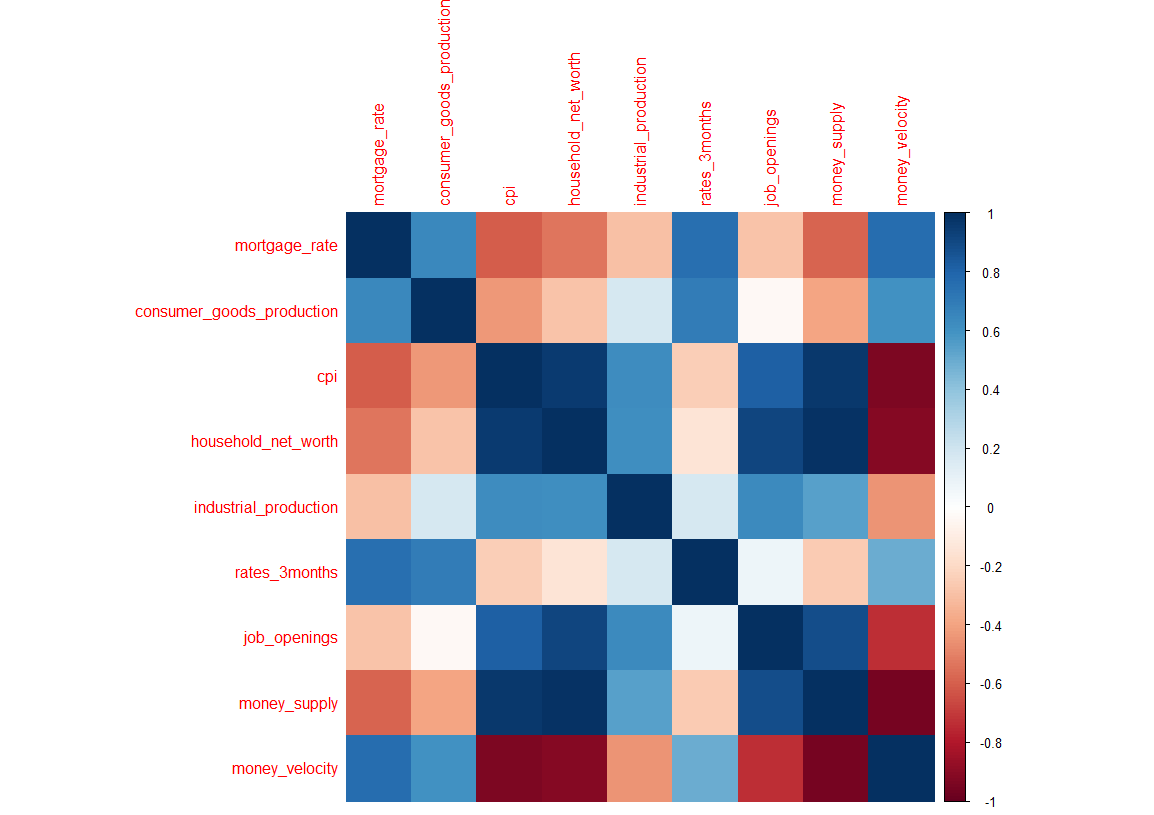 mortgage_rate
consumer_goods_production
cpi
household_net_worth
industrial_production
rates_3months
job_openings
money_supply
money_velocity
mortgage_rate
consumer_goods_production
cpi
household_net_worth
industrial_production
rates_3months
job_openings
money_supply
money_velocity
1
0.8
0.6
0.4
0.2
0
-0.2
-0.4
-0.6
-0.8
-1